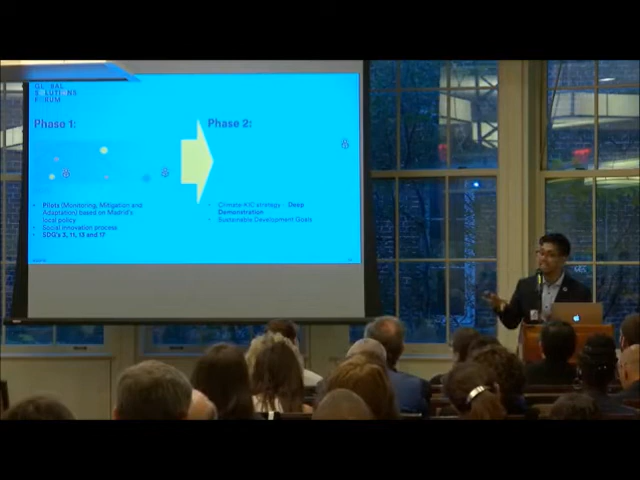 GLOBAL
SOLUTIONS
FORUM
Phase 1:
Phase 2:
• Pilots (Monitoring, Mitigation and
Adaptation) based on Madrid's
local policy
• Social innovation process
• SDG's 3, 11, 13 and 17
• Climate-KIC strategy Deep
Demonstration
• Sustainable Development Goals